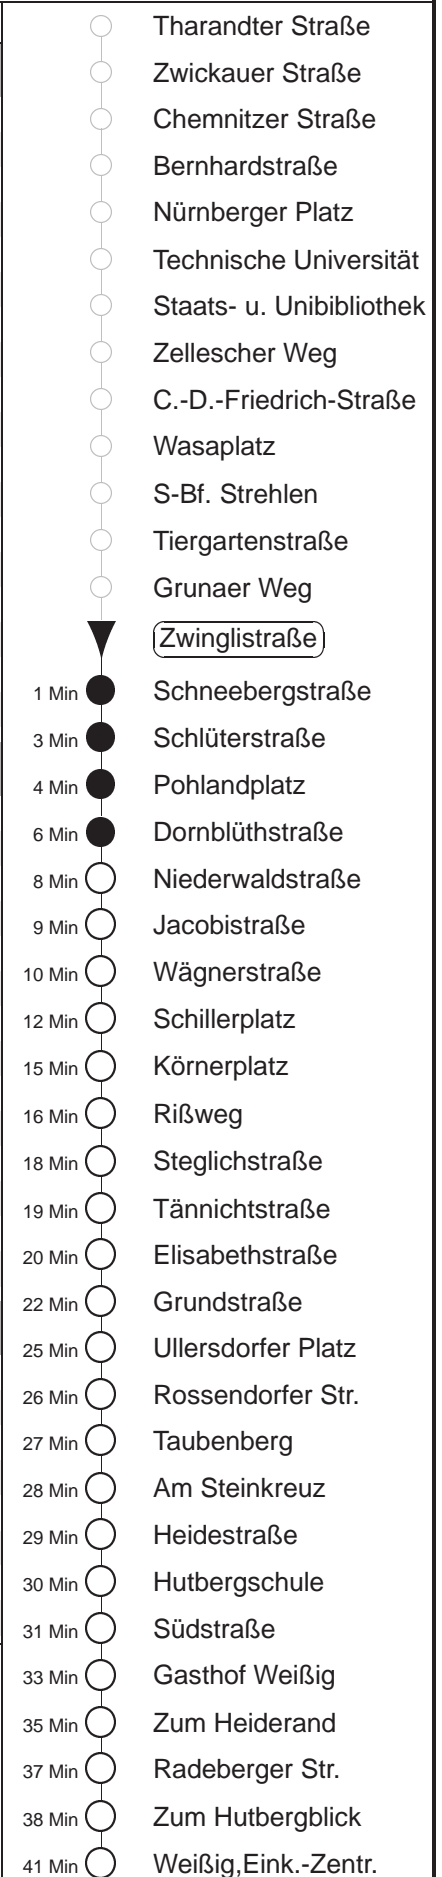 Tharandter Straße
Zwickauer Straße
Chemnitzer Straße
Bernhardstraße
Nürnberger Platz
Technische Universität
Staats- u. Unibibliothek
Zellescher Weg
C.-D.-Friedrich-Straße
Wasaplatz
S-Bf. Strehlen
Tiergartenstraße
Grunaer Weg
Zwinglistraße
1 Min Schneebergstraße
3 Min Schlüterstraße
4 Min Pohlandplatz
6 Min Dornblüthstraße
8 Min Niederwaldstraße
9 Min Jacobistraße
10 Min Wägnerstraße
12 Min Schillerplatz
15 Min Körnerplatz
16 Min Rißweg
18 Min Steglichstraße
19 Min Tännichtstraße
20 Min Elisabethstraße
22 Min Grundstraße
25 Min Ullersdorfer Platz
26 Min Rossendorfer Str.
27 Min Taubenberg
28 Min Am Steinkreuz
29 Min Heidestraße
30 Min Hutbergschule
31 Min Südstraße
33 Min Gasthof Weißig
35 Min Zum Heiderand
37 Min Radeberger Str.
38 Min Zum Hutbergblick
41 Min Weißig,Eink.-Zentr.